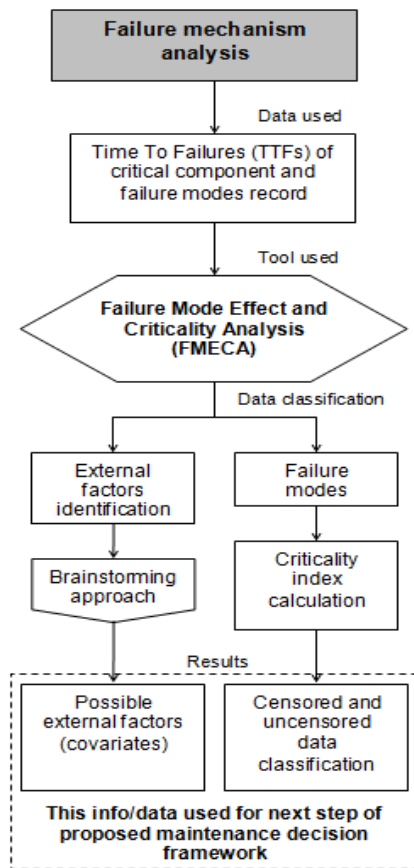 Failure mechanism
analysis
Data used
Time To Failures (TTFs) of
critical component and
failure modes record
Tool used
Failure Mode Effect and
Criticality Analysis
(FMECA)
Data classification
External
factors
identification
Failure
modes
Brainstorming
approach
Criticality
index
calculation
Results
Possible
external factors
(covariates)
Censored and
uncensored
data
classification
This info/data used for next step of
proposed maintenance decision
framework